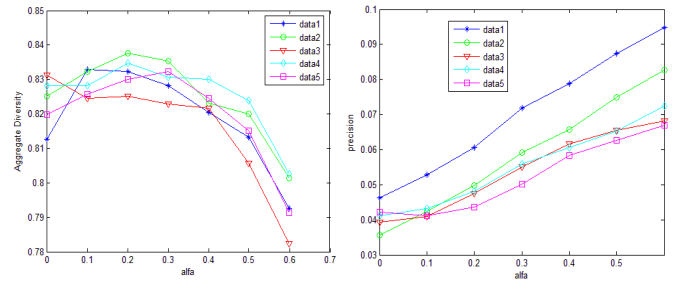 0.85
0.84
0.83
0.82
0.81
0.8
0.79
0.78
Aggregate Diversity
0
0.1
0.2
0.3
0.4
0.5
0.6
0.7
alfa
data1
data2
data3
data4
data5
0.1
0.09
0.08
0.07
0.06
0.05
0.04
0.03
precision
0
0.1
0.2
0.3
0.4
0.5
alfa
data1
data2
data3
data4
data5